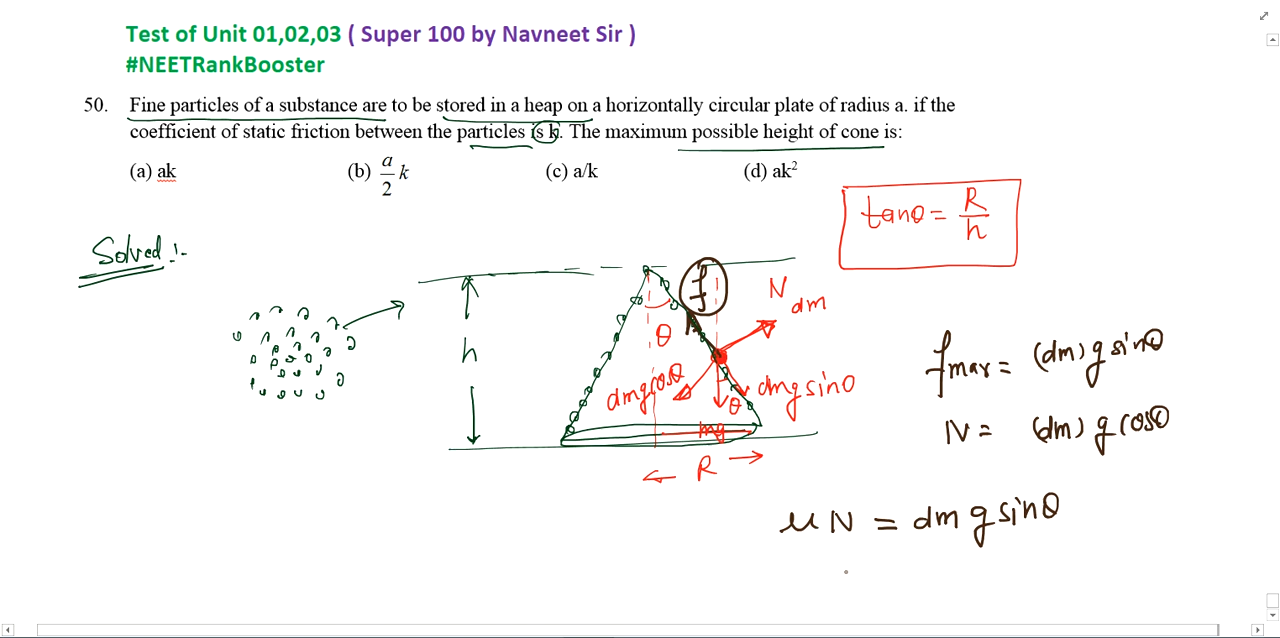 Test of Unit 01,02,03 ( Super 100 by Navneet Sir )
#NEETRankBooster
50. Fine particles of a substance are to be stored in a heap on a horizontally circular plate of radius a. if the
coefficient of static friction between the particles is k. The maximum possible height of cone is:
(a) ak (b) a/2 k (c) a/k (d) ak²
tanθ = R/h
Solved :-
f
N
dm
h
θ
dmgcosθ
dmgsinθ
θ
mg
R
fmax = (dm) g sinθ
N = (dm) g cosθ
μN = dm g sinθ